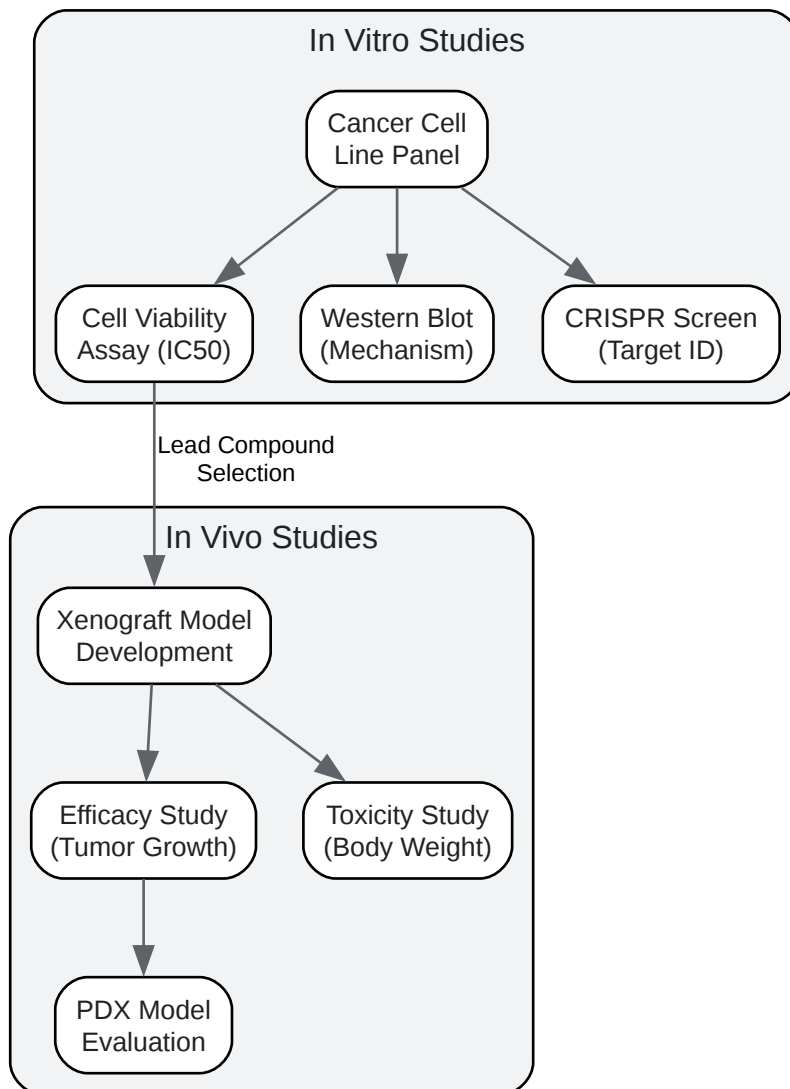 In Vitro Studies
Cancer Cell
Line Panel
Cell Viability
Assay (IC50)
Western Blot
(Mechanism)
CRISPR Screen
(Target ID)
Lead Compound
Selection
In Vivo Studies
Xenograft Model
Development
Efficacy Study
(Tumor Growth)
Toxicity Study
(Body Weight)
PDX Model
Evaluation